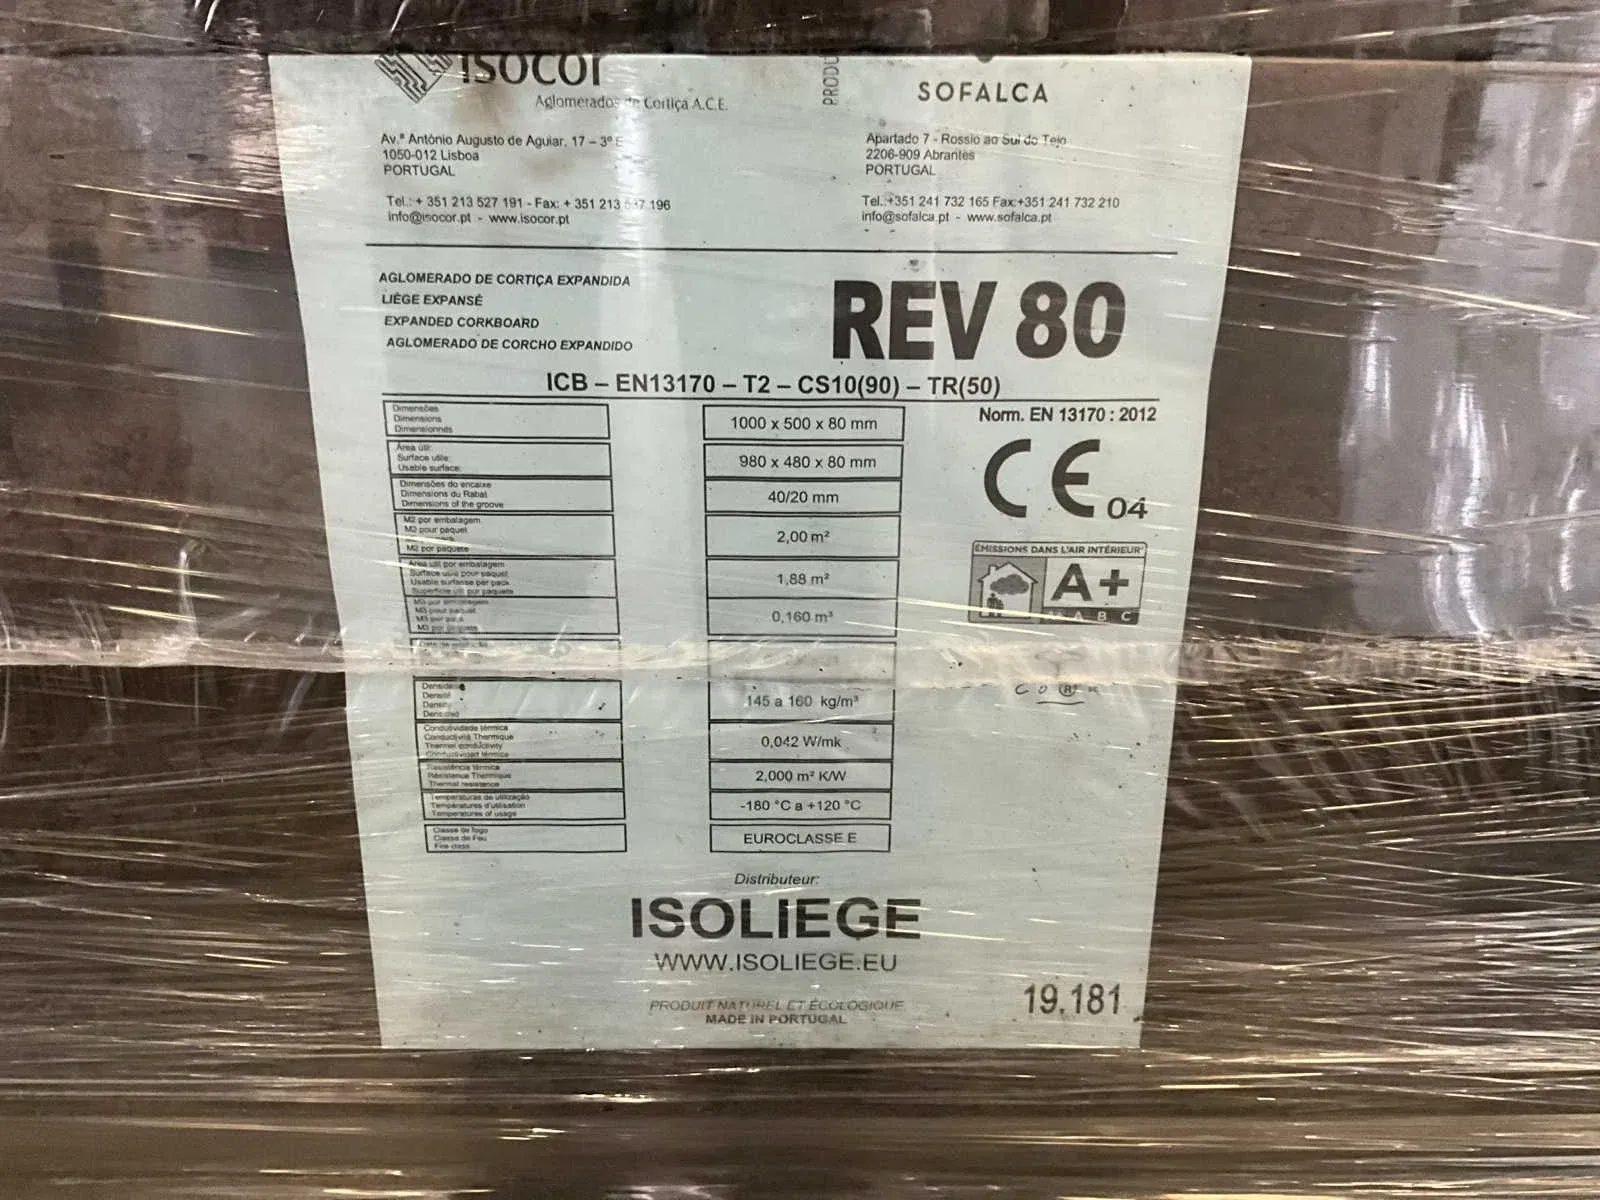 ISOCOR
Aglomerados de Cortiça A.C.E.
PRODU
SOFALCA
Av.ª António Augusto de Aguiar, 17 – 3º E
1050-012 Lisboa
PORTUGAL
Tel.: + 351 213 527 191 - Fax: + 351 213 537 196
info@isocor.pt - www.isocor.pt
Apartado 7 - Rossio ao Sul do Tejo
2206-909 Abrantes
PORTUGAL
Tel.:+351 241 732 165 Fax:+351 241 732 210
info@sofalca.pt - www.sofalca.pt
AGLOMERADO DE CORTIÇA EXPANDIDA
LIÈGE EXPANSÉ
EXPANDED CORKBOARD
AGLOMERADO DE CORCHO EXPANDIDO
REV 80
ICB – EN13170 – T2 – CS10(90) – TR(50)
Dimensões
Dimensions
Dimensionnés
1000 x 500 x 80 mm
Área útil:
Surface utile:
Usable surface:
980 x 480 x 80 mm
Dimensões do encaixe
Dimensions du Rabat
Dimensions of the groove
40/20 mm
M2 por embalagem
M2 pour paquet
M2 por paquete
2,00 m²
Área útil por embalagem
Surface utile pour paquet
Usable surfanse per pack
Superficie útil por paquete
1,88 m²
M3 por embalagem
M3 pour paquet
M3 per pack
M3 por paquete
0,160 m³
Densidade
Densité
Density
Densidad
145 a 160 kg/m³
Condutividade térmica
Conductivité Thermique
Thermal conductivity
Conductividad térmica
0,042 W/mk
Resistência térmica
Résistance Thermique
Thermal resistance
2,000 m² K/W
Temperaturas de utilização
Températures d'utilisation
Temperatures of usage
-180 °C a +120 °C
Classe de fogo
Classe de Feu
Fire class
EUROCLASSE E
Norm. EN 13170 : 2012
CE 04
ÉMISSIONS DANS L'AIR INTÉRIEUR*
A+
A B C
Distributeur:
ISOLIEGE
WWW.ISOLIEGE.EU
PRODUIT NATUREL ET ÉCOLOGIQUE
MADE IN PORTUGAL
19.181